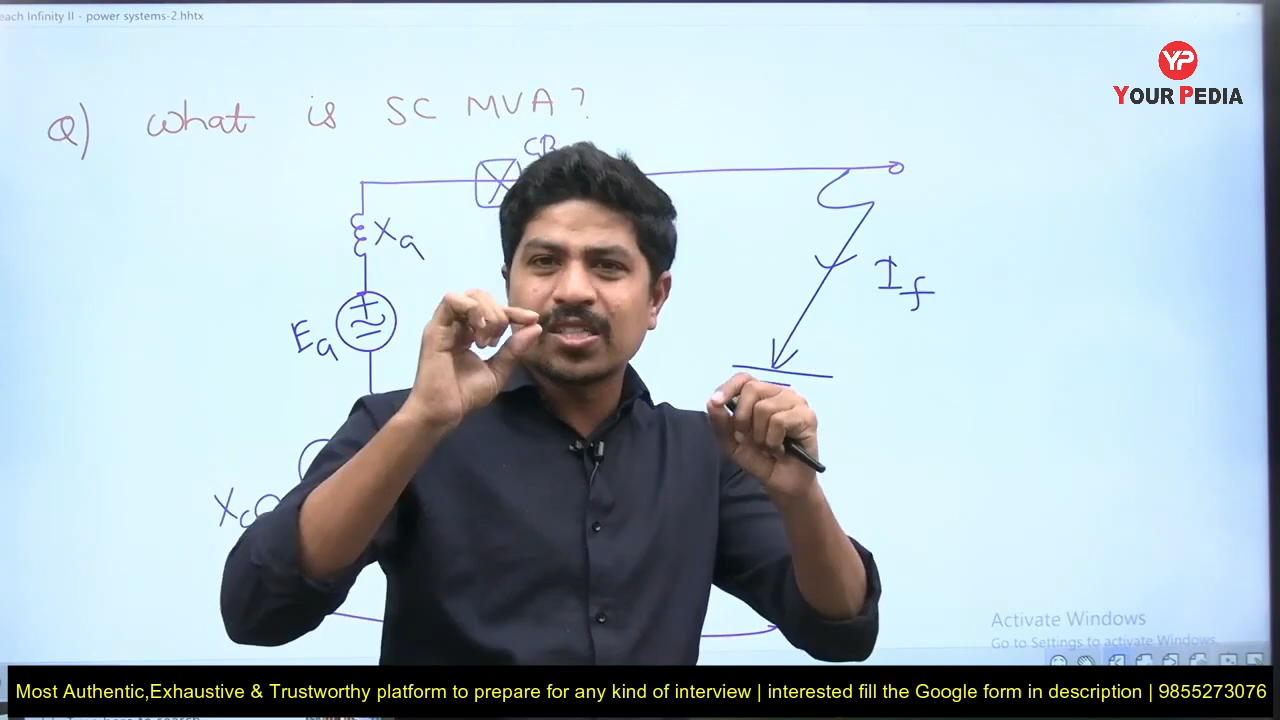 each Infinity II - power systems-2.hhtx
YP
YOUR PEDIA
Q) What is SC MVA?
CB
Xa
Ea
If
Xc
Activate Windows
Go to Settings to activate Windows.
Most Authentic,Exhaustive & Trustworthy platform to prepare for any kind of interview | interested fill the Google form in description | 9855273076